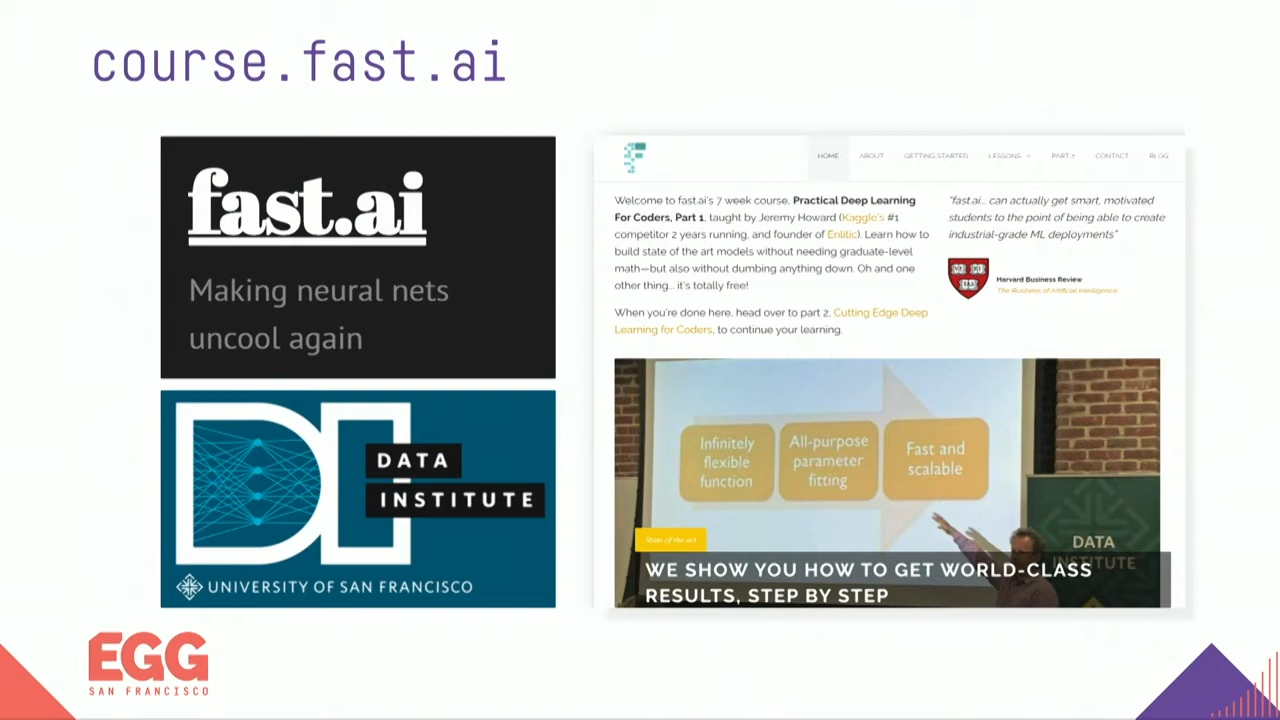 course.fast.ai
fast.ai
Making neural nets
uncool again
DATA
INSTITUTE
UNIVERSITY OF SAN FRANCISCO
HOME ABOUT GETTING STARTED LESSONS PART 2 CONTACT BLOG
Welcome to fast.ai's 7 week course, Practical Deep Learning
For Coders, Part 1, taught by Jeremy Howard (Kaggle's #1
competitor 2 years running, and founder of Enlitic). Learn how to
build state of the art models without needing graduate-level
math—but also without dumbing anything down. Oh and one
other thing... it's totally free!
When you're done here, head over to part 2, Cutting Edge Deep
Learning for Coders, to continue your learning.
"fast.ai... can actually get smart, motivated
students to the point of being able to create
industrial-grade ML deployments"
Harvard Business Review
The Business of Artificial Intelligence
Infinitely
flexible
function
All-purpose
parameter
fitting
Fast and
scalable
DATA
INSTITUTE
State of the art
WE SHOW YOU HOW TO GET WORLD-CLASS
RESULTS, STEP BY STEP
EGG
SAN FRANCISCO